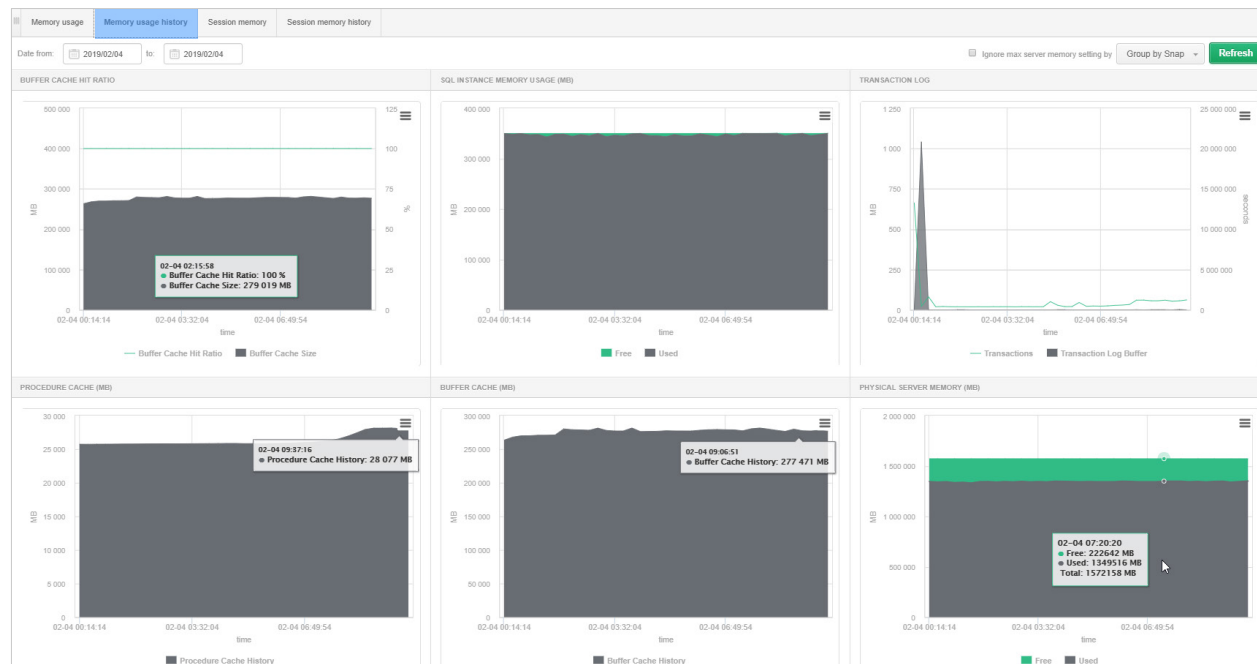 Memory usage
Memory usage history
Session memory
Session memory history
Date from: 2019/02/04 to: 2019/02/04
Ignore max server memory selling by Group by Snap Refresh
BUFFER CACHE HIT RATIO
500 000
400 000
300 000
200 000
100 000
0
MB
125
100
75
50
25
0
%
02-04 02:15:58
Buffer Cache Hit Ratio: 100 %
Buffer Cache Size: 279 019 MB
02-04 00:14:14
02-04 03:32:04
02-04 06:49:54
time
Buffer Cache Hit Ratio
Buffer Cache Size
SQL INSTANCE MEMORY USAGE (MB)
400 000
300 000
200 000
100 000
0
02-04 00:14:14
02-04 03:32:04
02-04 06:49:54
time
Free
Used
TRANSACTION LOG
1 250
1 000
750
500
250
0
MB
25 000 000
20 000 000
15 000 000
10 000 000
5 000 000
0
seconds
02-04 00:14:14
02-04 03:32:04
02-04 06:49:54
time
Transactions
Transaction Log Buffer
PROCEDURE CACHE (MB)
30 000
25 000
20 000
15 000
10 000
5 000
0
MB
02-04 09:37:16
Procedure Cache History: 28 077 MB
02-04 00:14:14
02-04 03:32:04
02-04 06:49:54
time
Procedure Cache History
BUFFER CACHE (MB)
300 000
250 000
200 000
150 000
100 000
50 000
0
MB
02-04 09:06:51
Buffer Cache History: 277 471 MB
02-04 00:14:14
02-04 03:32:04
02-04 06:49:54
time
Buffer Cache History
PHYSICAL SERVER MEMORY (MB)
2 000 000
1 500 000
1 000 000
500 000
0
MB
02-04 07:20:20
Free: 222642 MB
Used: 1349516 MB
Total: 1572158 MB
02-04 00:14:14
02-04 03:32:04
02-04 06:49:54
time
Free
Used